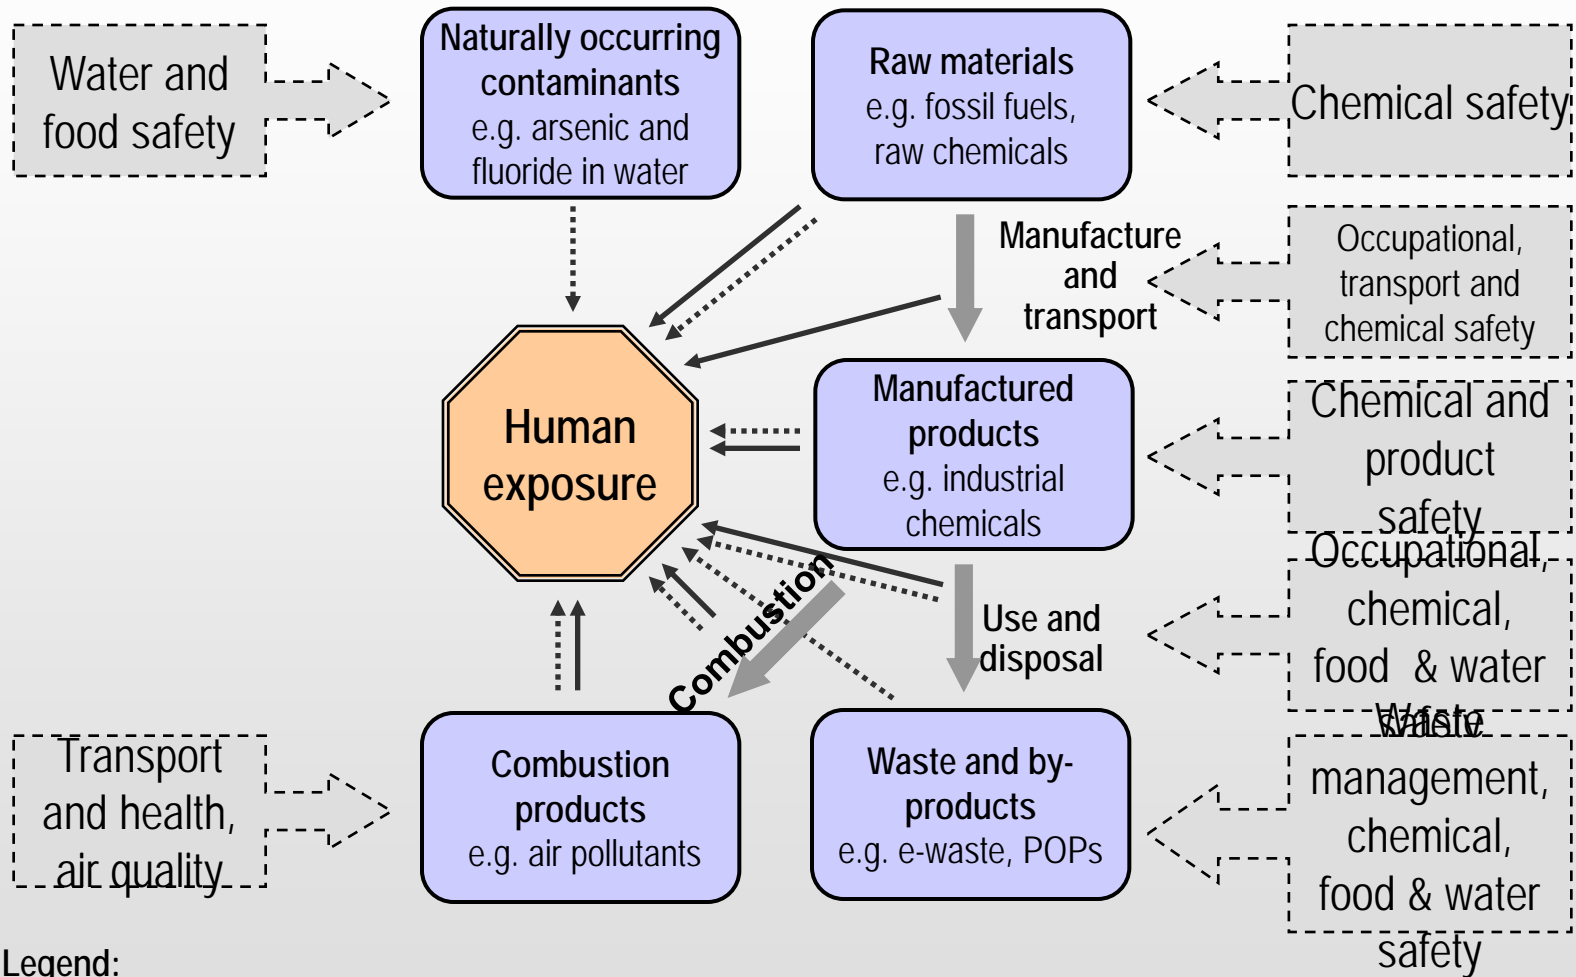 Water and
food safety
Naturally occurring
contaminants
e.g. arsenic and
fluoride in water
Raw materials
e.g. fossil fuels,
raw chemicals
Chemical safety
Manufacture
and
transport
Occupational,
transport and
chemical safety
Human
exposure
Manufactured
products
e.g. industrial
chemicals
Chemical and
product
safety
Combustion
Use and
disposal
Occupational,
chemical,
food & water
safety
Transport
and health,
air quality
Combustion
products
e.g. air pollutants
Waste and by-
products
e.g. e-waste, POPs
Waste
management,
chemical,
food & water
safety
Legend: